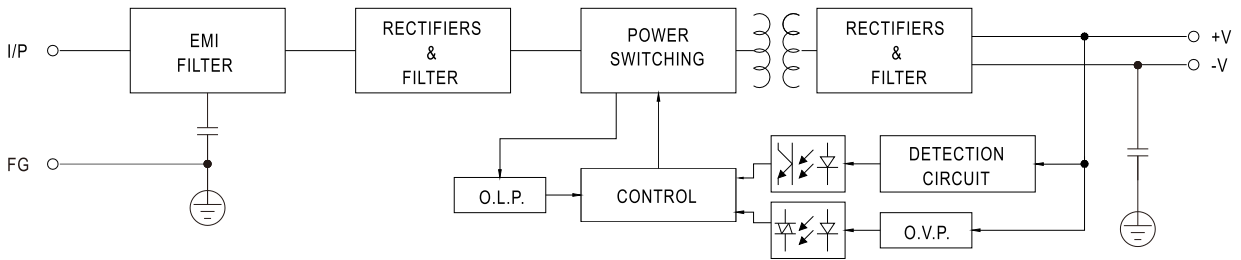 I/P
EMI
FILTER
RECTIFIERS
&
FILTER
POWER
SWITCHING
RECTIFIERS
&
FILTER
+V
-V
FG
O.L.P.
CONTROL
DETECTION
CIRCUIT
O.V.P.